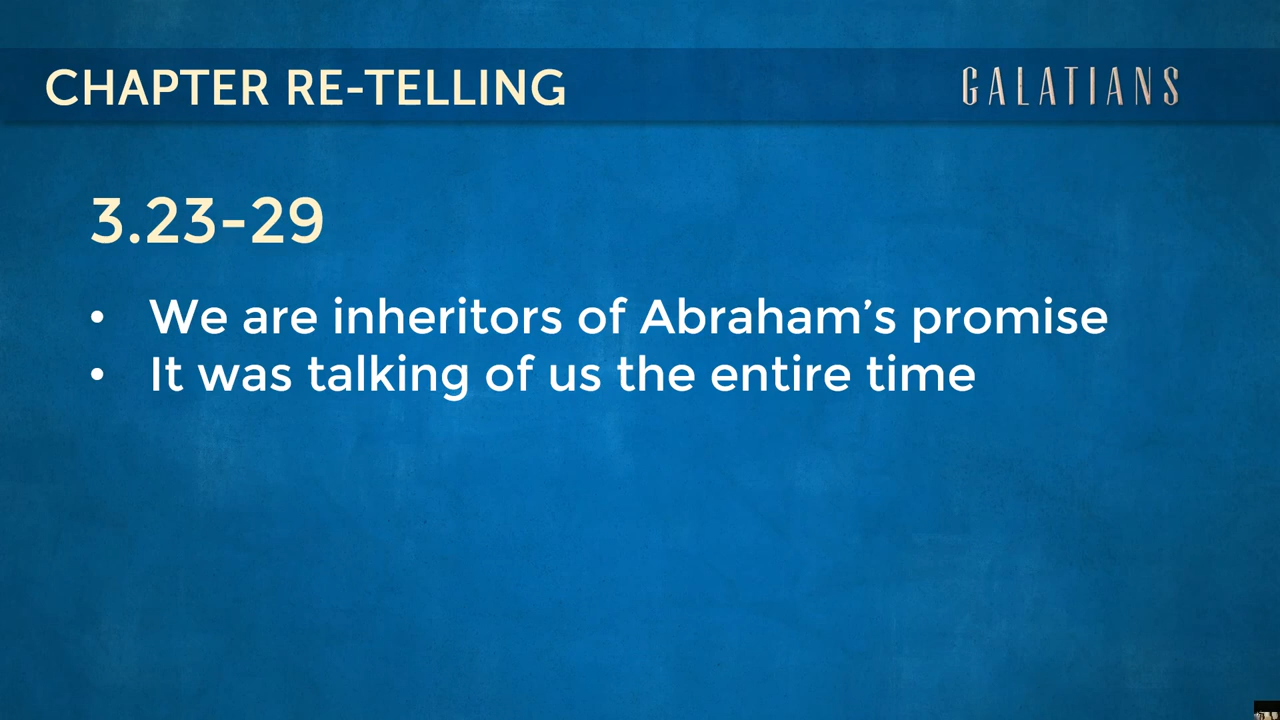 CHAPTER RE-TELLING
GALATIANS
3.23-29
• We are inheritors of Abraham’s promise
• It was talking of us the entire time